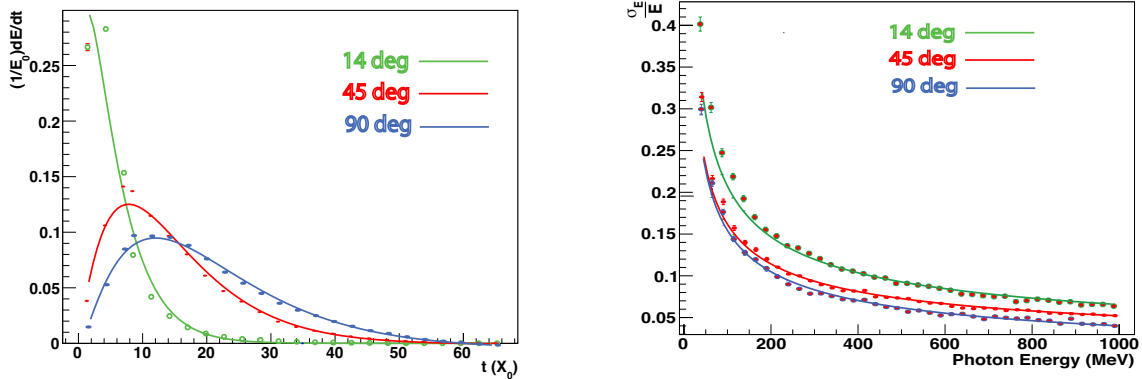 (1/E₀)dE/dt
0.25
0.2
0.15
0.1
0.05
0
14 deg
45 deg
90 deg
0 10 20 30 40 50 60
t (X₀)
σ_E
E
0.4
0.35
0.3
0.25
0.2
0.15
0.1
0.05
14 deg
45 deg
90 deg
0 200 400 600 800 1000
Photon Energy (MeV)